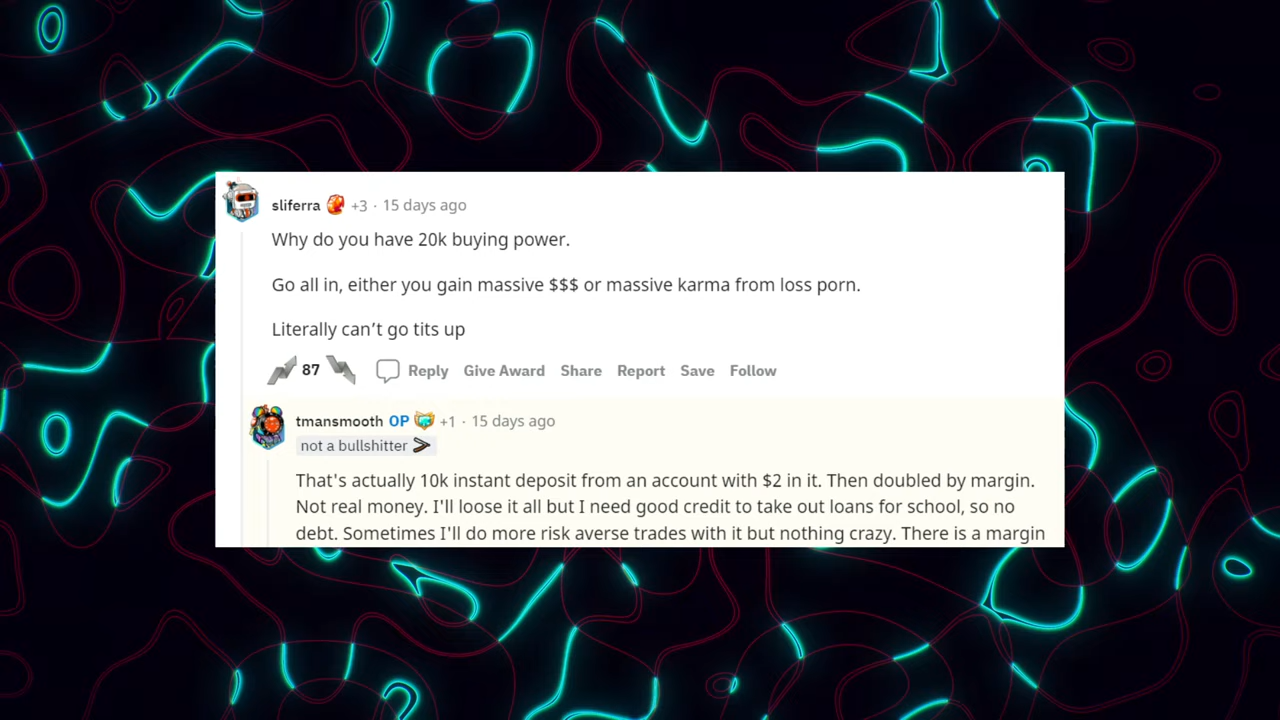 sliferra +3 · 15 days ago
Why do you have 20k buying power.
Go all in, either you gain massive $$$ or massive karma from loss porn.
Literally can’t go tits up
87 Reply Give Award Share Report Save Follow
tmansmooth OP +1 · 15 days ago
not a bullshitter
That's actually 10k instant deposit from an account with $2 in it. Then doubled by margin.
Not real money. I'll loose it all but I need good credit to take out loans for school, so no
debt. Sometimes I'll do more risk averse trades with it but nothing crazy. There is a margin